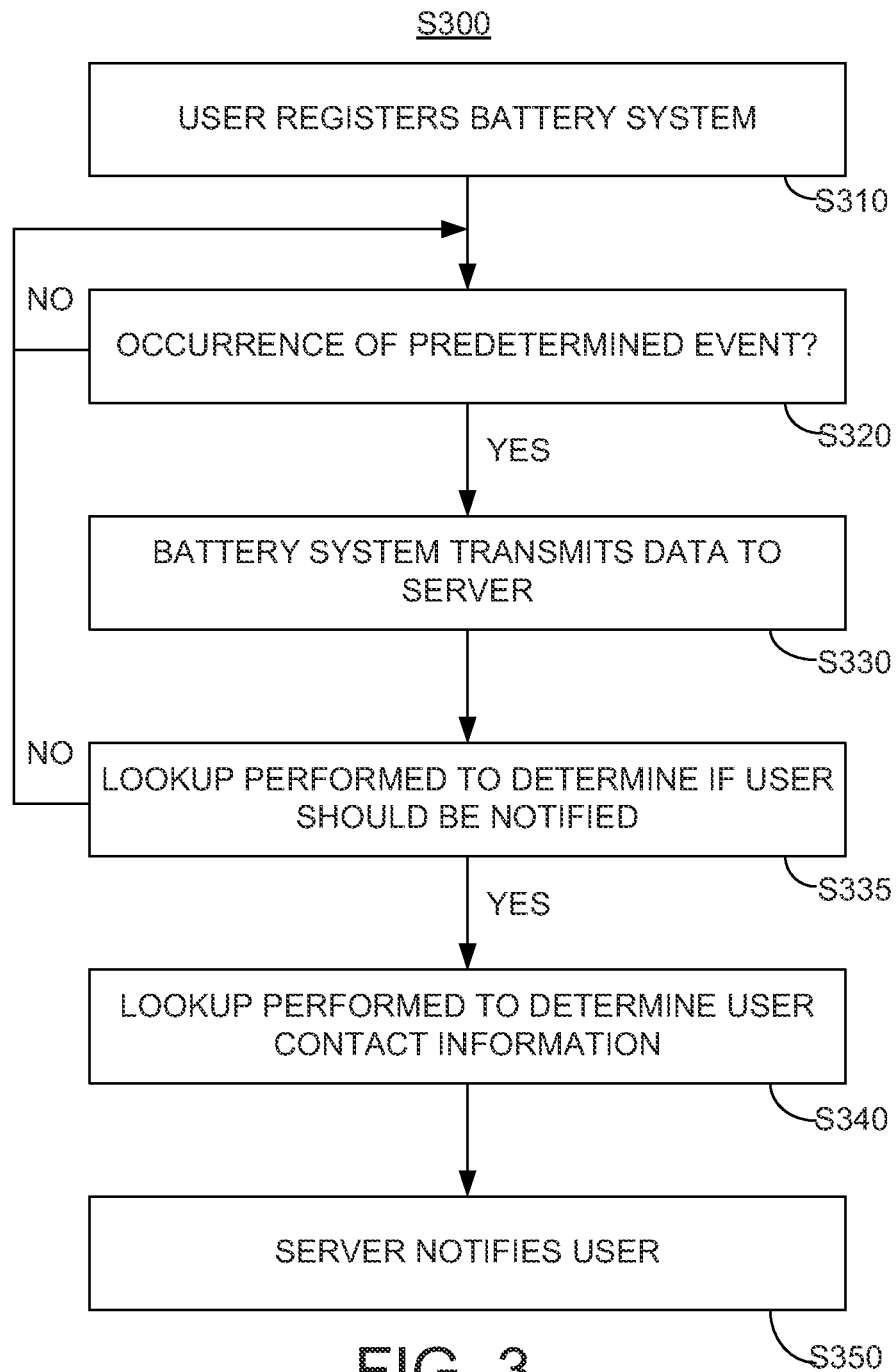 S300
USER REGISTERS BATTERY SYSTEM
S310
NO
OCCURRENCE OF PREDETERMINED EVENT?
S320
YES
BATTERY SYSTEM TRANSMITS DATA TO
SERVER
S330
NO
LOOKUP PERFORMED TO DETERMINE IF USER
SHOULD BE NOTIFIED
S335
YES
LOOKUP PERFORMED TO DETERMINE USER
CONTACT INFORMATION
S340
SERVER NOTIFIES USER
S350
FIG. 3